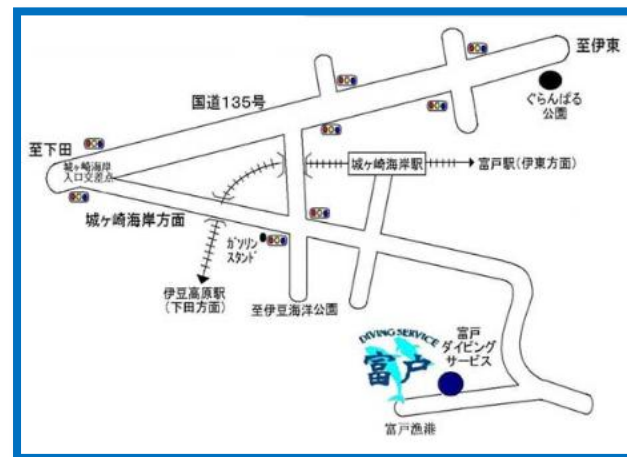 至伊東
国道135号
ぐらんぱる
公園
至下田
城ヶ崎海岸
入口交差点
城ヶ崎海岸駅
富戸駅(伊東方面)
城ヶ崎海岸方面
ガソリン
スタンド
伊豆高原駅
(下田方面)
至伊豆海洋公園
DIVING SERVICE
富戸
富戸
ダイビング
サービス
富戸漁港